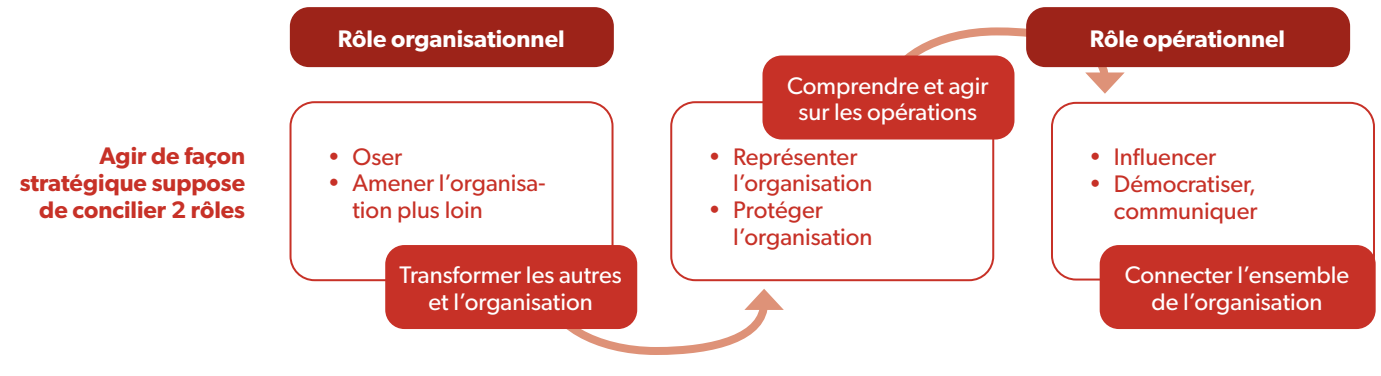 Rôle organisationnel
Rôle opérationnel
Agir de façon
stratégique suppose
de concilier 2 rôles
• Oser
• Amener l’organisa-
tion plus loin
Transformer les autres
et l’organisation
Comprendre et agir
sur les opérations
• Représenter
l’organisation
• Protéger
l’organisation
• Influencer
• Démocratiser,
communiquer
Connecter l’ensemble
de l’organisation